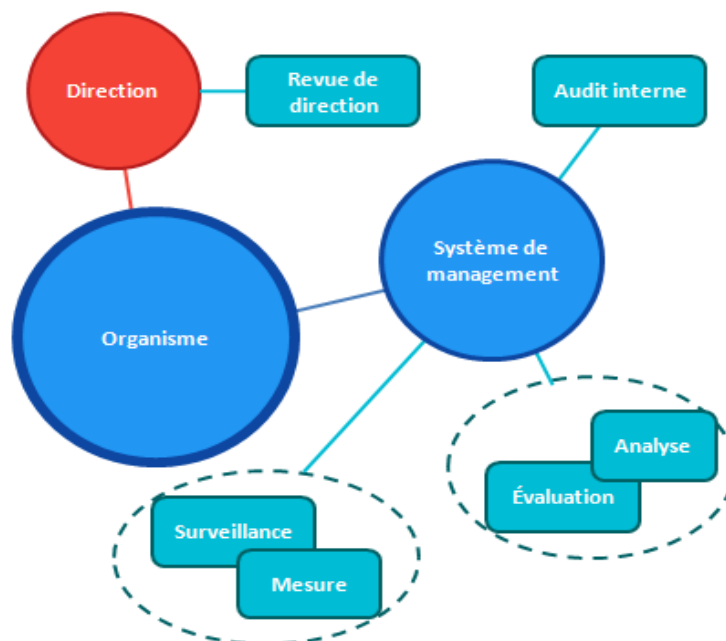 Direction
Revue de
direction
Audit interne
Système de
management
Organisme
Analyse
Évaluation
Surveillance
Mesure